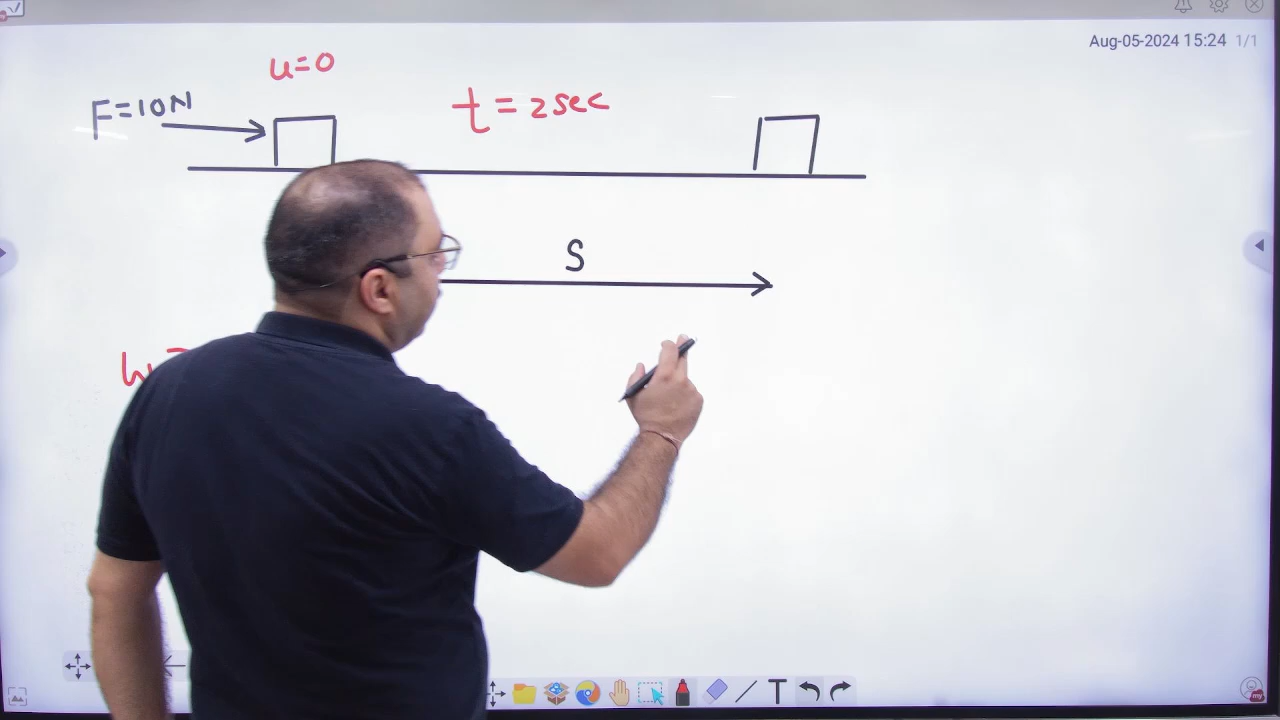 Aug-05-2024 15:24 1/1
u=0
F=10N
t = 2sec
S
T